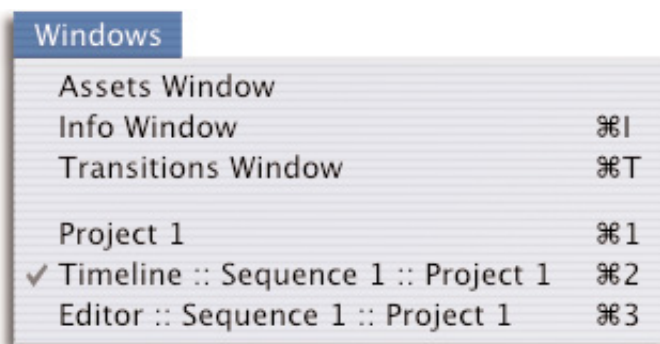 Windows
Assets Window
Info Window ⌘I
Transitions Window ⌘T
Project 1 ⌘1
✓ Timeline :: Sequence 1 :: Project 1 ⌘2
Editor :: Sequence 1 :: Project 1 ⌘3